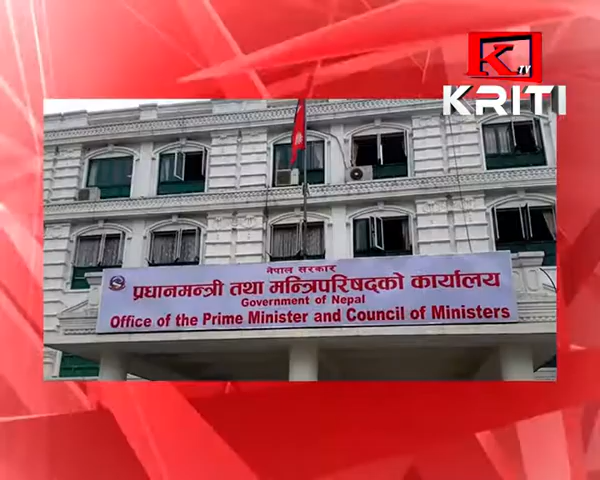 K TV
KRITI
नेपाल सरकार
प्रधानमन्त्री तथा मन्त्रिपरिषद्को कार्यालय
Government of Nepal
Office of the Prime Minister and Council of Ministers